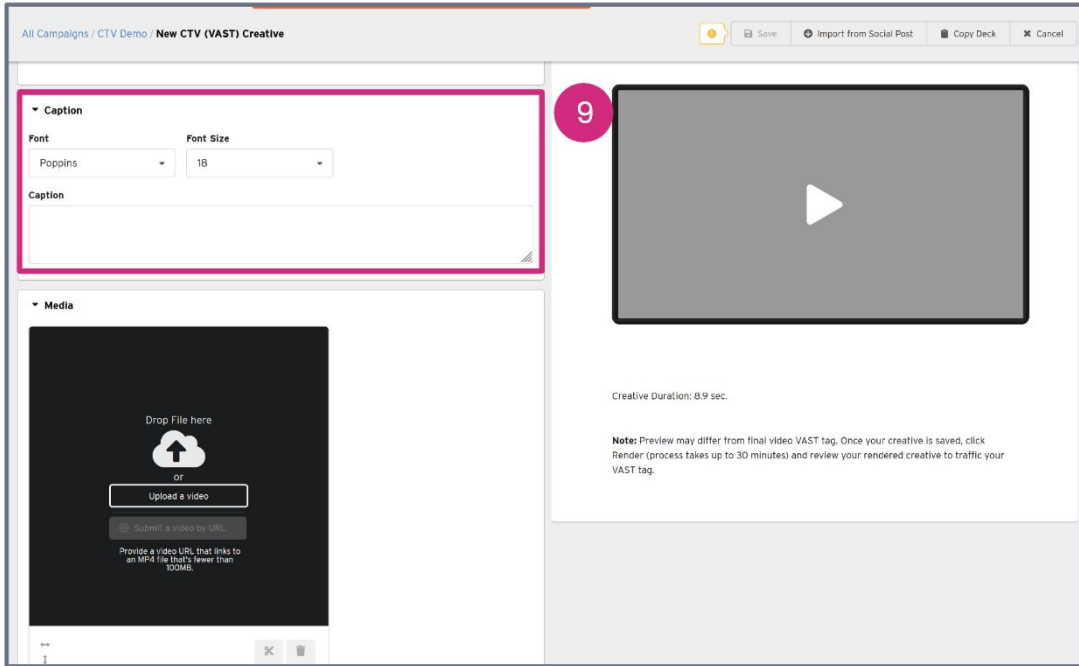 All Campaigns / CTV Demo / New CTV (VAST) Creative
Save
Import from Social Post
Copy Deck
Cancel
Caption
9
Font
Font Size
Poppins
18
Caption
Media
Drop File here
or
Upload a video
Submit a video by URL
Provide a video URL that links to
an MP4 file that's fewer than
100MB.
Creative Duration: 8.9 sec.
Note: Preview may differ from final video VAST tag. Once your creative is saved, click
Render (process takes up to 30 minutes) and review your rendered creative to traffic your
VAST tag.